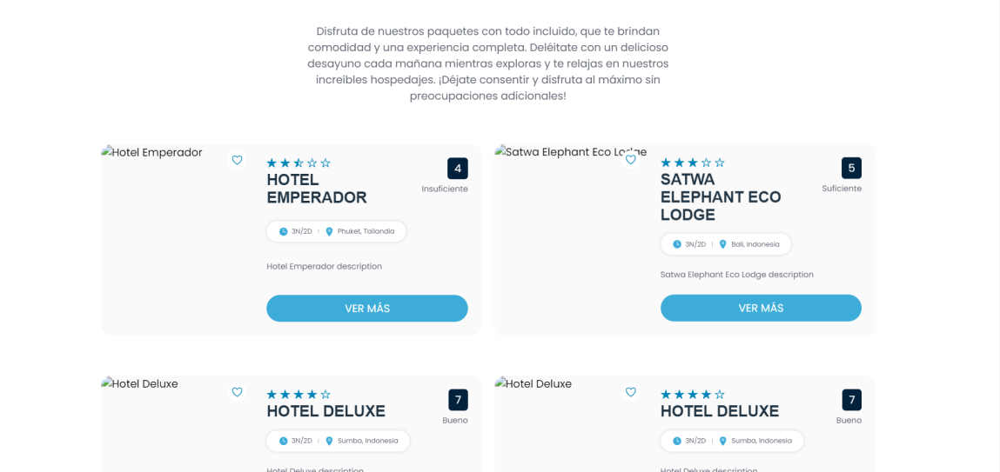 Disfruta de nuestros paquetes con todo incluido, que te brindan
comodidad y una experiencia completa. Deléitate con un delicioso
desayuno cada mañana mientras exploras y te relajas en nuestros
increíbles hospedajes. ¡Déjate consentir y disfruta al máximo sin
preocupaciones adicionales!
Hotel Emperador
4
HOTEL
EMPERADOR
Insuficiente
3N/2D | Phuket, Tailandia
Hotel Emperador description
VER MÁS
Satwa Elephant Eco Lodge
5
SATWA
ELEPHANT ECO
LODGE
Suficiente
3N/2D | Bali, Indonesia
Satwa Elephant Eco Lodge description
VER MÁS
Hotel Deluxe
7
HOTEL DELUXE
Bueno
3N/2D | Sumba, Indonesia
Hotel Deluxe description
Hotel Deluxe
7
HOTEL DELUXE
Bueno
3N/2D | Sumba, Indonesia
Hotel Deluxe description